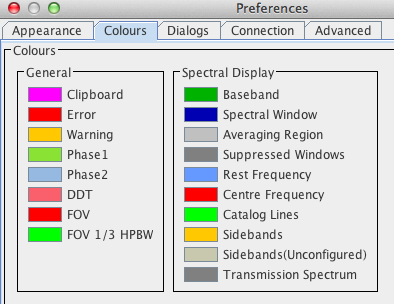 Preferences
Appearance Colours Dialogs Connection Advanced
Colours
General
Clipboard
Error
Warning
Phase1
Phase2
DDT
FOV
FOV 1/3 HPBW
Spectral Display
Baseband
Spectral Window
Averaging Region
Suppressed Windows
Rest Frequency
Centre Frequency
Catalog Lines
Sidebands
Sidebands(Unconfigured)
Transmission Spectrum